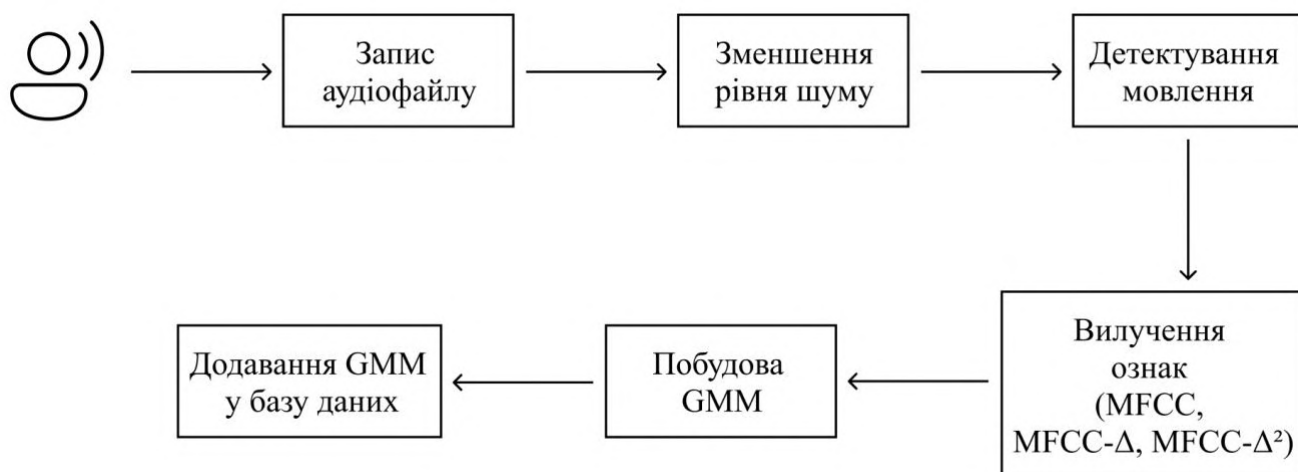 Запис
аудіофайлу
Зменшення
рівня шуму
Детектування
мовлення
Вилучення
ознак
(MFCC,
MFCC-Δ, MFCC-Δ²)
Побудова
GMM
Додавання GMM
у базу даних